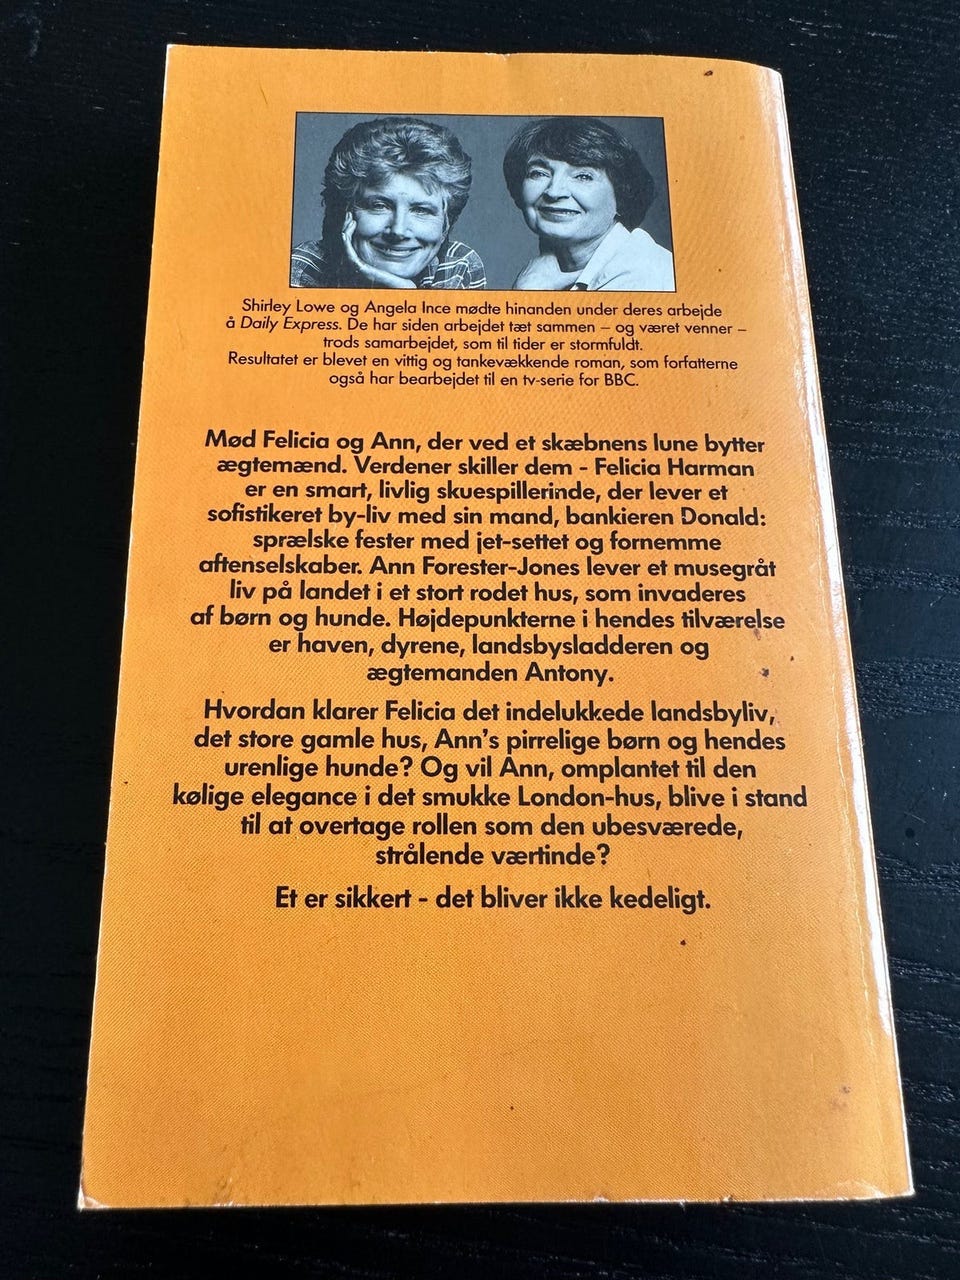 Shirley Lowe og Angela Ince mødte hinanden under deres arbejde
å Daily Express. De har siden arbejdet tæt sammen – og været venner –
trods samarbejdet, som til tider er stormfuldt.
Resultatet er blevet en vittig og tankevækkende roman, som forfatterne
også har bearbejdet til en tv-serie for BBC.
Mød Felicia og Ann, der ved et skæbnens lune bytter
ægtemænd. Verdener skiller dem - Felicia Harman
er en smart, livlig skuespillerinde, der lever et
sofistikeret by-liv med sin mand, bankieren Donald:
sprælske fester med jet-settet og fornemme
aftenselskaber. Ann Forester-Jones lever et musegråt
liv på landet i et stort rodet hus, som invaderes
af børn og hunde. Højdepunkterne i hendes tilværelse
er haven, dyrene, landsbysladderen og
ægtemanden Antony.
Hvordan klarer Felicia det indelukkede landsbyliv,
det store gamle hus, Ann's pirrelige børn og hendes
urenlige hunde? Og vil Ann, omplantet til den
kølige elegance i det smukke London-hus, blive i stand
til at overtage rollen som den ubesværede,
strålende værtinde?
Et er sikkert - det bliver ikke kedeligt.